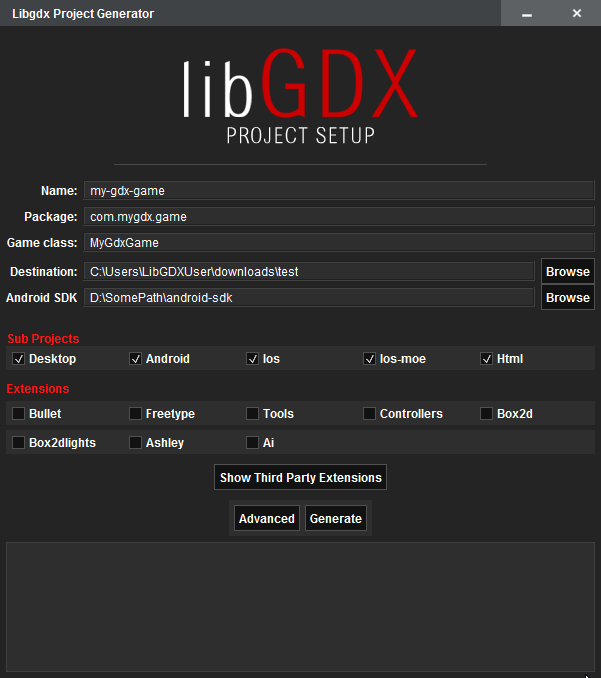 Libgdx Project Generator
libGDX
PROJECT SETUP
Name: my-gdx-game
Package: com.mygdx.game
Game class: MyGdxGame
Destination: C:\Users\LibGDXUser\downloads\test Browse
Android SDK D:\SomePath\android-sdk Browse
Sub Projects
Desktop Android Ios Ios-moe Html
Extensions
Bullet Freetype Tools Controllers Box2d
Box2dlights Ashley Ai
Show Third Party Extensions
Advanced Generate